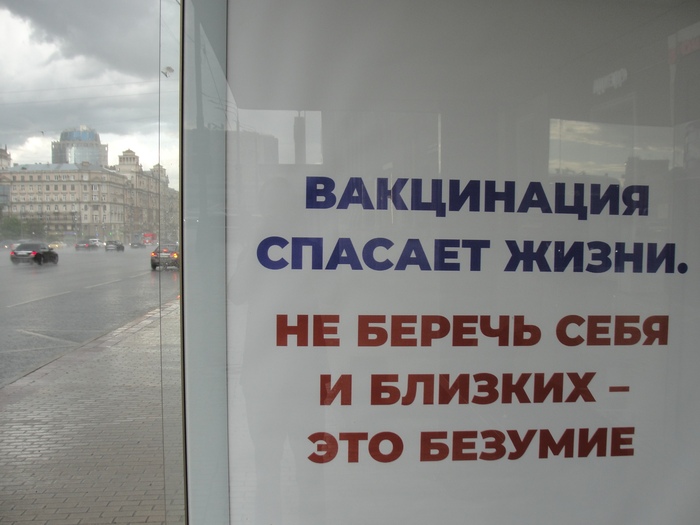 ВАКЦИНАЦИЯ
СПАСАЕТ ЖИЗНИ.
НЕ БЕРЕЧЬ СЕБЯ
И БЛИЗКИХ –
ЭТО БЕЗУМИЕ